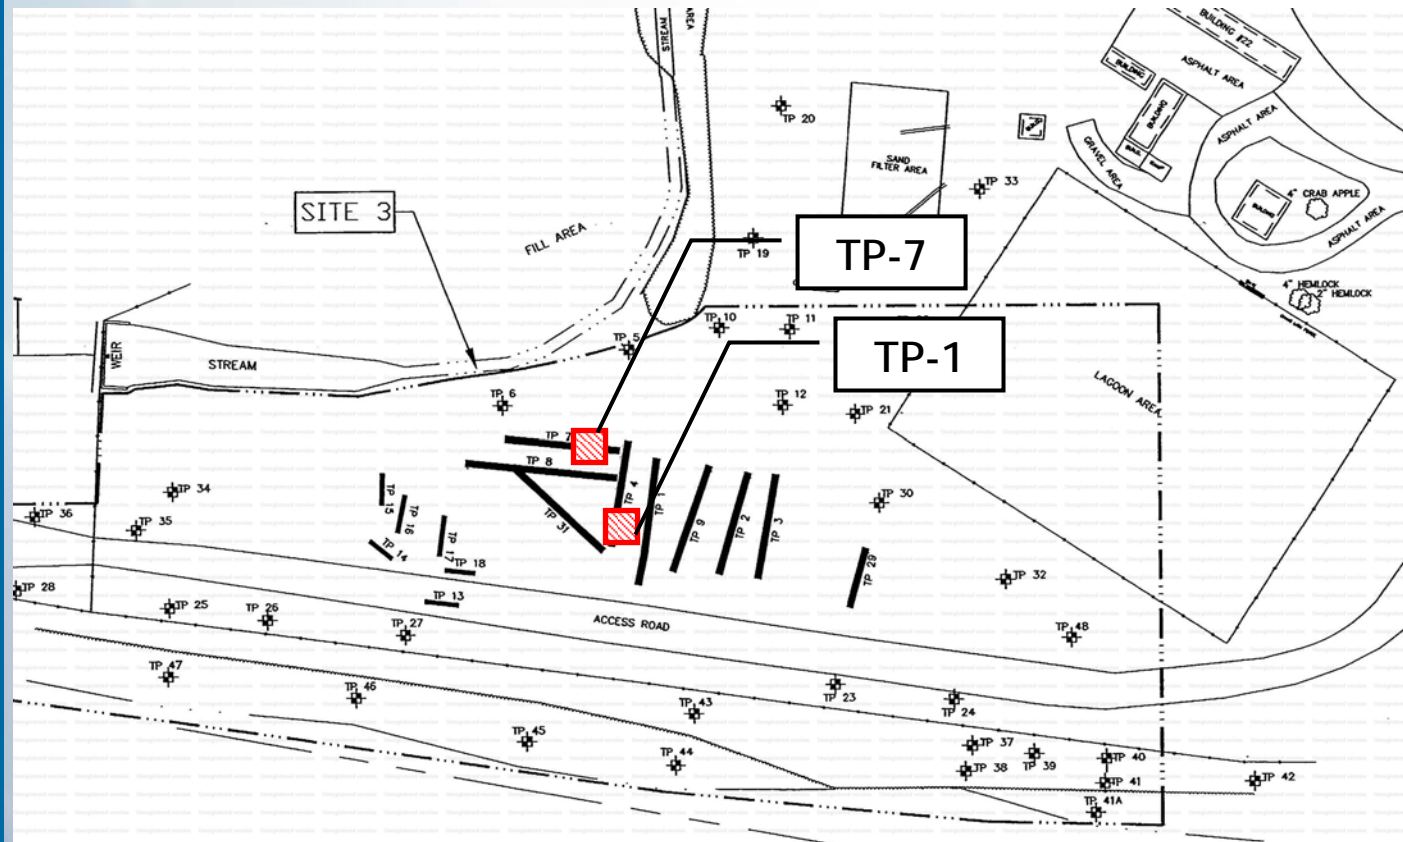 STREAM
AREA
BUILDING #22
BUILDING
ASPHALT AREA
BUILDING
ASPHALT AREA
TP 20
SAND
FILTER AREA
GRAVEL AREA
TP 33
4" CRAB APPLE
BUILDING
ASPHALT AREA
SITE 3
FILL AREA
TP 19
TP-7
4" HEMLOCK
2" HEMLOCK
TP 10
TP 11
TP 5
TP-1
WEIR
STREAM
LAGOON AREA
TP 6
TP 12
TP 21
TP 7
TP 8
TP 4
TP 1
TP 9
TP 2
TP 3
TP 31
TP 30
TP 34
TP 36
TP 35
TP 15
TP 16
TP 14
TP 17
TP 18
TP 13
TP 29
TP 32
TP 28
TP 25
TP 26
TP 27
ACCESS ROAD
TP 48
TP 47
TP 46
TP 43
TP 23
TP 24
TP 45
TP 44
TP 37
TP 38
TP 39
TP 40
TP 41
TP 42
TP 41A